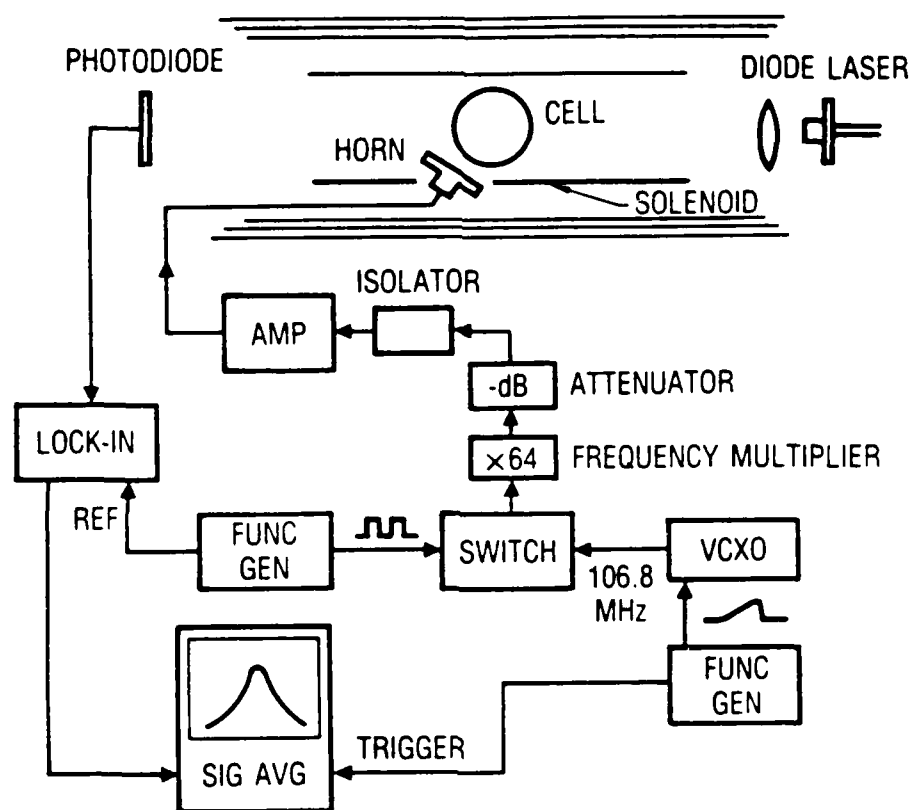 PHOTODIODE
DIODE LASER
CELL
HORN
SOLENOID
ISOLATOR
AMP
-dB
ATTENUATOR
LOCK-IN
×64
FREQUENCY MULTIPLIER
REF
FUNC
GEN
SWITCH
VCXO
106.8
MHz
FUNC
GEN
TRIGGER
SIG AVG